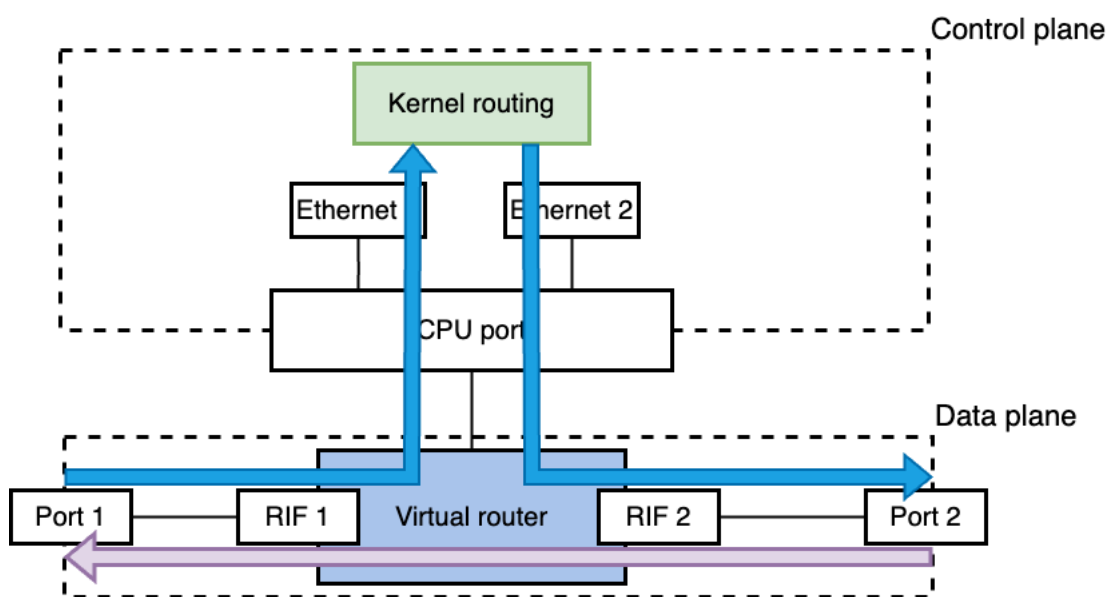 Control plane
Kernel routing
Ethernet
Ethernet 2
CPU port
Data plane
Port 1
RIF 1
Virtual router
RIF 2
Port 2